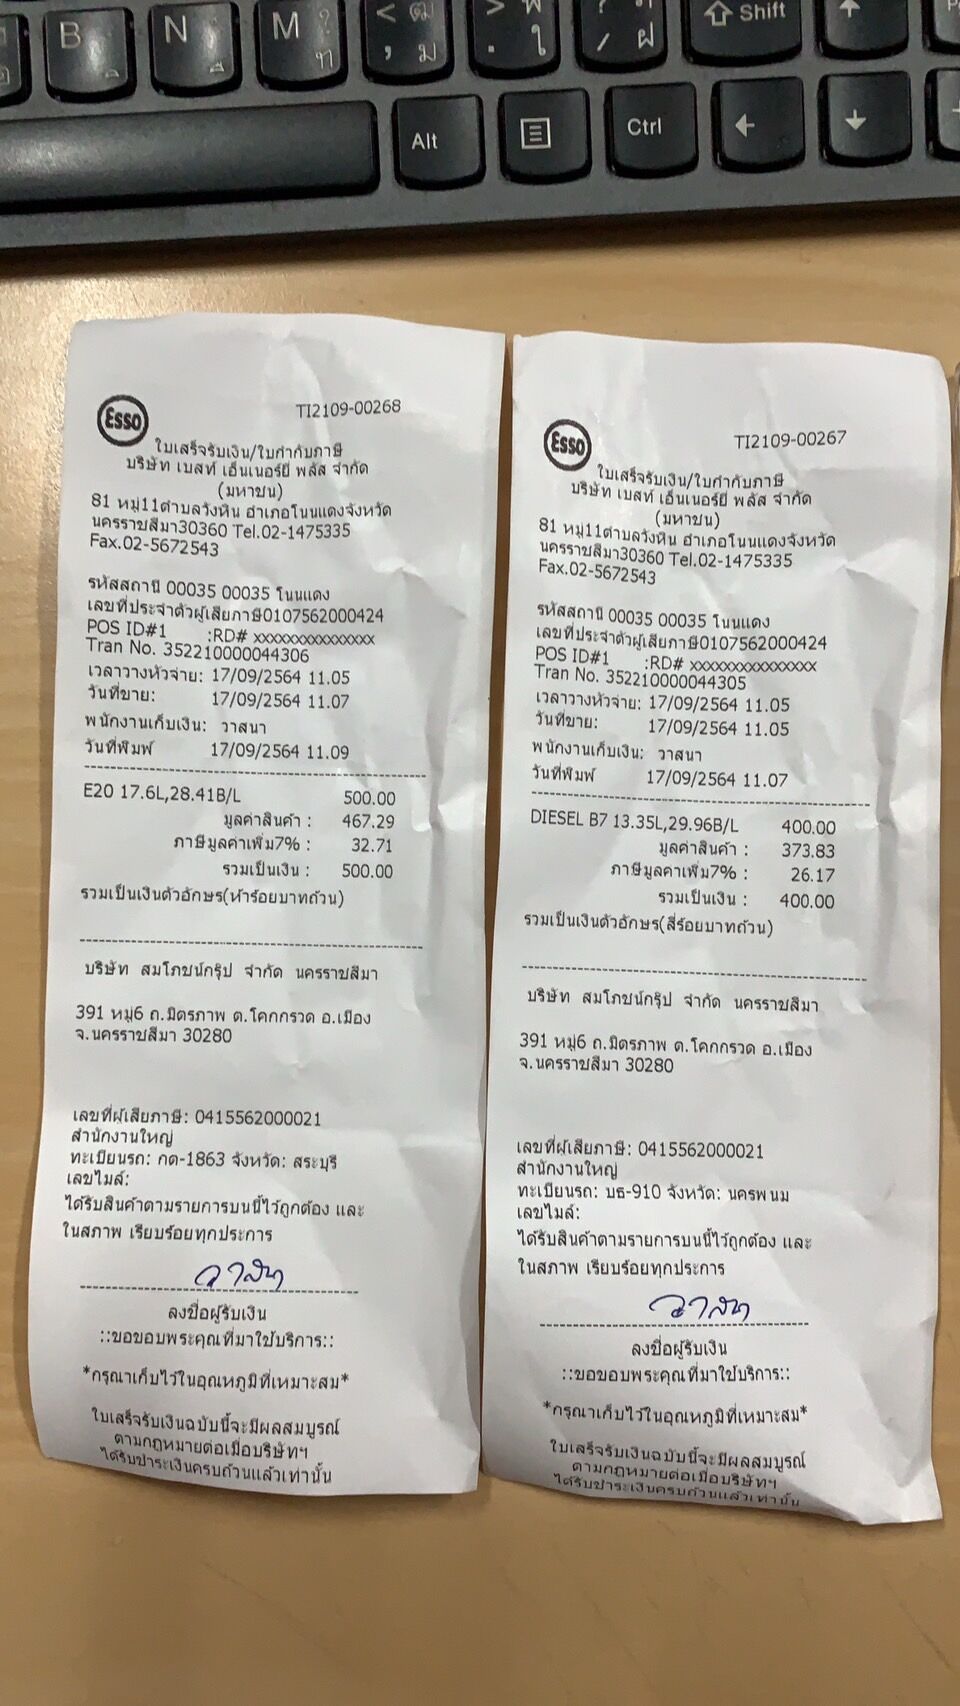 B
N
M
ท
<
ฒ
,
ม
>
.
ใ
/
ฝ
Shift
Alt
Ctrl
Esso
TI2109-00268
ใบเสร็จรับเงิน/ใบกำกับภาษี
บริษัท เบสท์ เอ็นเนอร์ยี่ พลัส จำกัด
(มหาชน)
81 หมู่11ตำบลวังหิน อำเภอโนนแดงจังหวัด
นครราชสีมา30360 Tel.02-1475335
Fax.02-5672543
รหัสสถานี 00035 00035 โนนแดง
เลขที่ประจำตัวผู้เสียภาษี0107562000424
POS ID#1 :RD# xxxxxxxxxxxxxxx
Tran No. 352210000044306
เวลาวางหัวจ่าย: 17/09/2564 11.05
วันที่ขาย: 17/09/2564 11.07
พนักงานเก็บเงิน: วาสนา
วันที่พิมพ์ 17/09/2564 11.09
E20 17.6L,28.41B/L 500.00
มูลค่าสินค้า : 467.29
ภาษีมูลค่าเพิ่ม7% : 32.71
รวมเป็นเงิน : 500.00
รวมเป็นเงินตัวอักษร(ห้าร้อยบาทถ้วน)
บริษัท สมโภชน์กรุ๊ป จำกัด นครราชสีมา
391 หมู่6 ถ.มิตรภาพ ต.โคกกรวด อ.เมือง
จ.นครราชสีมา 30280
เลขที่ผู้เสียภาษี: 0415562000021
สำนักงานใหญ่
ทะเบียนรถ: กด-1863 จังหวัด: สระบุรี
เลขไมล์:
ได้รับสินค้าตามรายการบนนี้ไว้ถูกต้อง และ
ในสภาพ เรียบร้อยทุกประการ
วาสนา
ลงชื่อผู้รับเงิน
::ขอขอบพระคุณที่มาใช้บริการ::
*กรุณาเก็บไว้ในอุณหภูมิที่เหมาะสม*
ใบเสร็จรับเงินฉบับนี้จะมีผลสมบูรณ์
ตามกฎหมายต่อเมื่อบริษัทฯ
ได้รับชำระเงินครบถ้วนแล้วเท่านั้น
Esso
TI2109-00267
ใบเสร็จรับเงิน/ใบกำกับภาษี
บริษัท เบสท์ เอ็นเนอร์ยี่ พลัส จำกัด
(มหาชน)
81 หมู่11ตำบลวังหิน อำเภอโนนแดงจังหวัด
นครราชสีมา30360 Tel.02-1475335
Fax.02-5672543
รหัสสถานี 00035 00035 โนนแดง
เลขที่ประจำตัวผู้เสียภาษี0107562000424
POS ID#1 :RD# xxxxxxxxxxxxxxx
Tran No. 352210000044305
เวลาวางหัวจ่าย: 17/09/2564 11.05
วันที่ขาย: 17/09/2564 11.05
พนักงานเก็บเงิน: วาสนา
วันที่พิมพ์ 17/09/2564 11.07
DIESEL B7 13.35L,29.96B/L 400.00
มูลค่าสินค้า : 373.83
ภาษีมูลค่าเพิ่ม7% : 26.17
รวมเป็นเงิน : 400.00
รวมเป็นเงินตัวอักษร(สี่ร้อยบาทถ้วน)
บริษัท สมโภชน์กรุ๊ป จำกัด นครราชสีมา
391 หมู่6 ถ.มิตรภาพ ต.โคกกรวด อ.เมือง
จ.นครราชสีมา 30280
เลขที่ผู้เสียภาษี: 0415562000021
สำนักงานใหญ่
ทะเบียนรถ: บธ-910 จังหวัด: นครพนม
เลขไมล์:
ได้รับสินค้าตามรายการบนนี้ไว้ถูกต้อง และ
ในสภาพ เรียบร้อยทุกประการ
วาสนา
ลงชื่อผู้รับเงิน
::ขอขอบพระคุณที่มาใช้บริการ::
*กรุณาเก็บไว้ในอุณหภูมิที่เหมาะสม*
ใบเสร็จรับเงินฉบับนี้จะมีผลสมบูรณ์
ตามกฎหมายต่อเมื่อบริษัทฯ
ได้รับชำระเงินครบถ้วนแล้วเท่านั้น